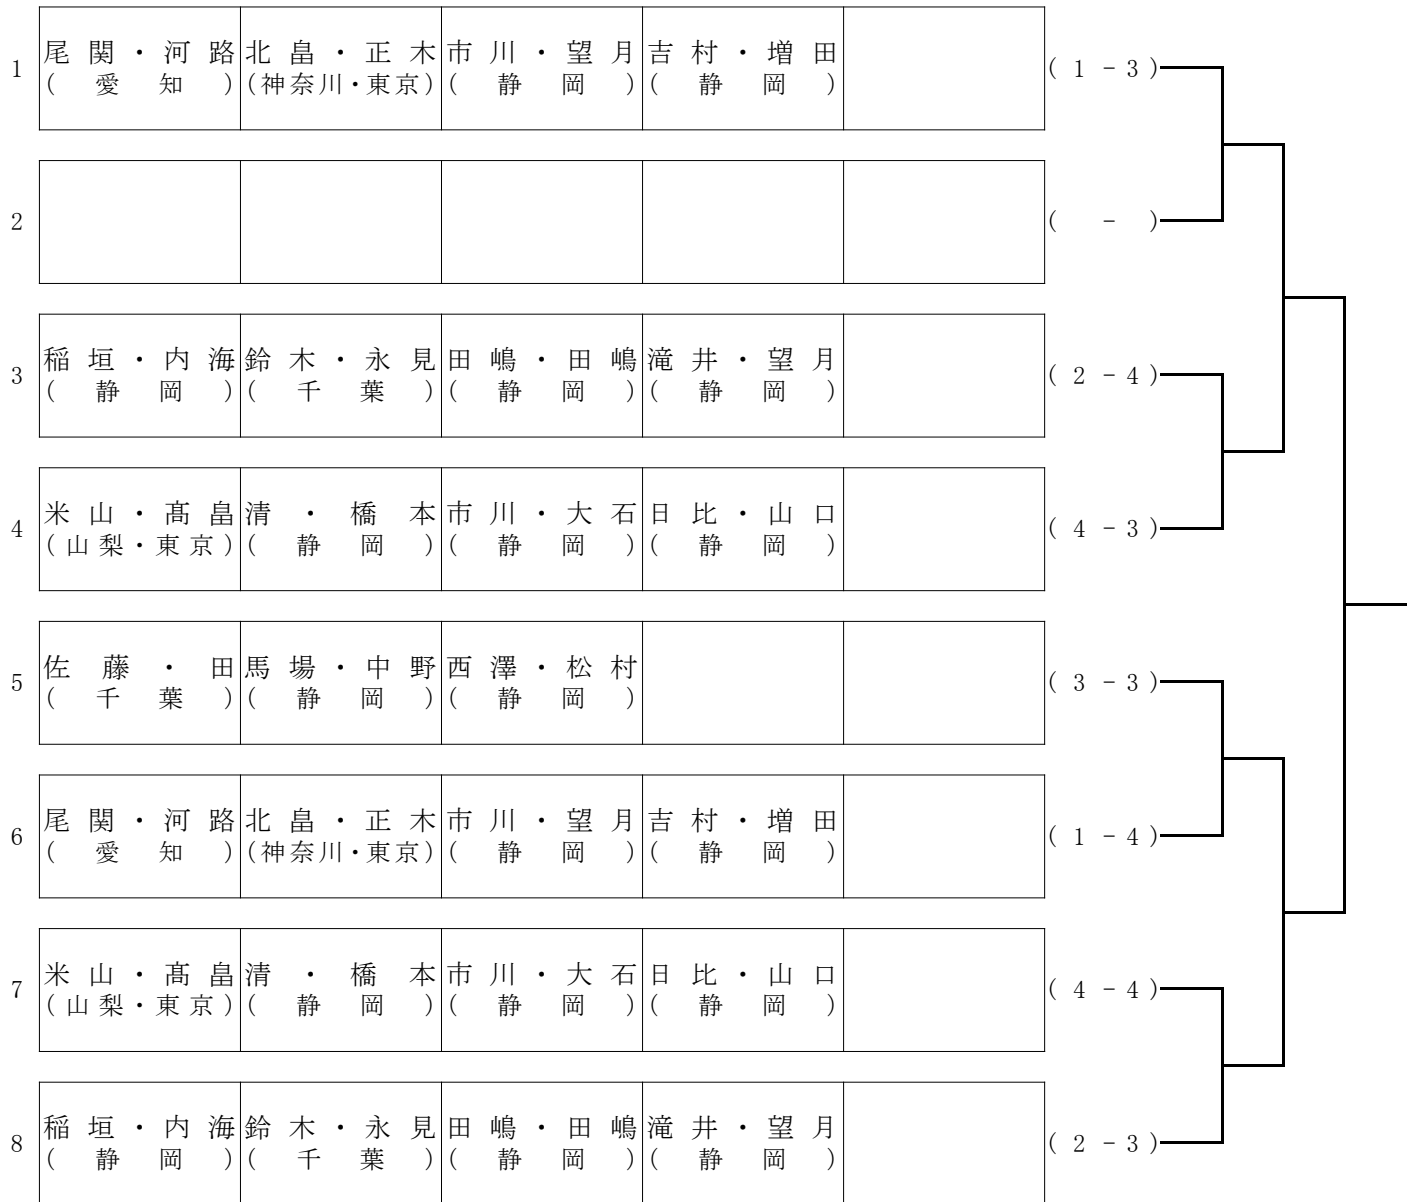 1 尾関・河路 北畠・正木 市川・望月 吉村・増田 ( 1 - 3 )
(愛知) (神奈川・東京) (静岡) (静岡)
2 ( - )
3 稲垣・内海 鈴木・永見 田嶋・田嶋 滝井・望月 ( 2 - 4 )
(静岡) (千葉) (静岡) (静岡)
4 米山・髙畠 清・橋本 市川・大石 日比・山口 ( 4 - 3 )
(山梨・東京) (静岡) (静岡) (静岡)
5 佐藤・田 馬場・中野 西澤・松村 ( 3 - 3 )
(千葉) (静岡) (静岡)
6 尾関・河路 北畠・正木 市川・望月 吉村・増田 ( 1 - 4 )
(愛知) (神奈川・東京) (静岡) (静岡)
7 米山・髙畠 清・橋本 市川・大石 日比・山口 ( 4 - 4 )
(山梨・東京) (静岡) (静岡) (静岡)
8 稲垣・内海 鈴木・永見 田嶋・田嶋 滝井・望月 ( 2 - 3 )
(静岡) (千葉) (静岡) (静岡)